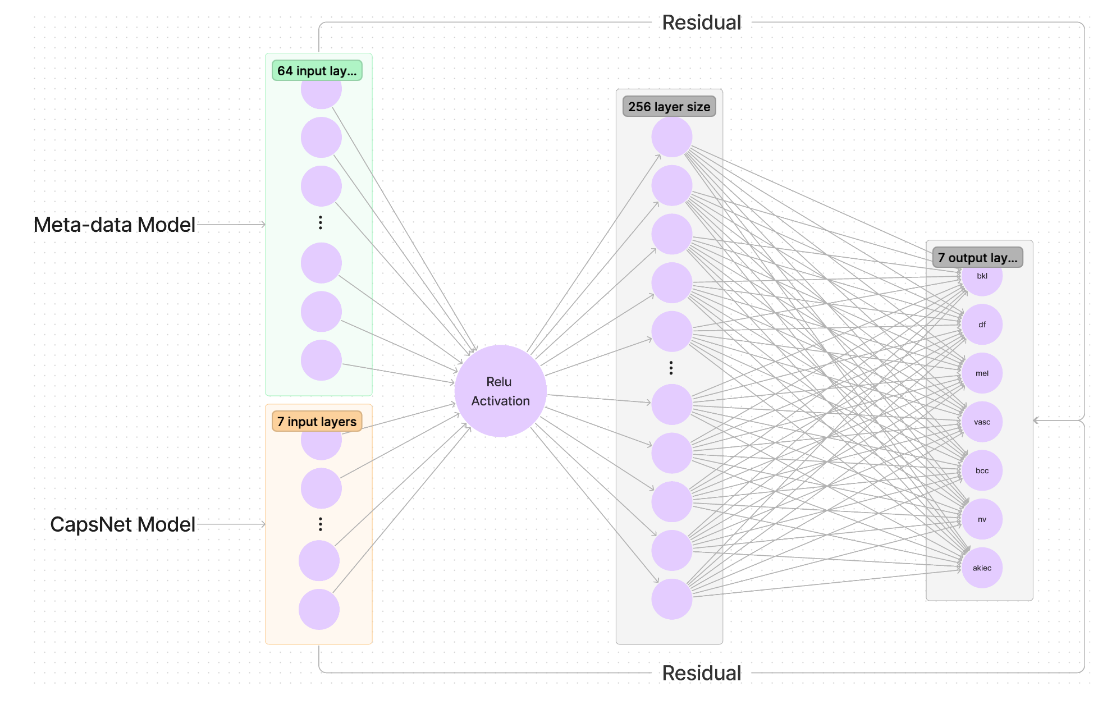 Residual
64 input lay...
256 layer size
Meta-data Model
7 output lay...
bkl
df
mel
Relu
Activation
7 input layers
vasc
bcc
CapsNet Model
nv
akiec
Residual